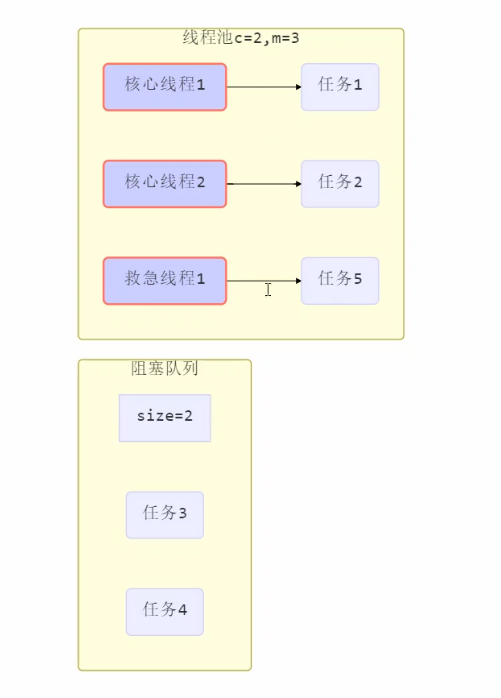 线程池c=2,m=3
核心线程1
任务1
核心线程2
任务2
救急线程1
任务5
阻塞队列
size=2
任务3
任务4